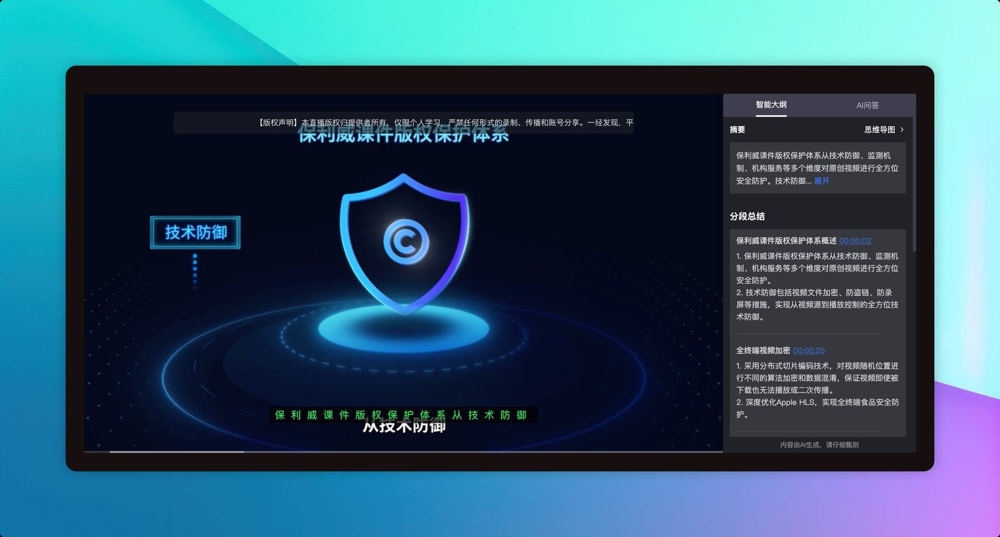 【版权声明】本直播版权归提供者所有，仅限个人学习，严禁任何形式的录制、传播和账号分享。一经发现，平
保利威课件版权保护体系
技术防御
保利威课件版权保护体系从技术防御
从技术防御
智能大纲
AI问答
摘要
思维导图
保利威课件版权保护体系从技术防御、监测机
制、机构服务等多个维度对原创视频进行全方位
安全防护。技术防御... 展开
分段总结
保利威课件版权保护体系概述 00:00:02
1. 保利威课件版权保护体系从技术防御、监测机
制、机构服务等多个维度对原创视频进行全方位
安全防护。
2. 技术防御包括视频文件加密、防盗链、防录
屏等措施，实现从视频源到播放控制的全方位技
术防御。
全终端视频加密 00:00:25
1. 采用分布式切片编码技术，对视频随机位置进
行不同的算法加密和数据混淆，保证视频即使被
下载也无法播放或二次传播。
2. 深度优化Apple HLS，实现全终端食品安全防
护。
内容由AI生成，请仔细甄别